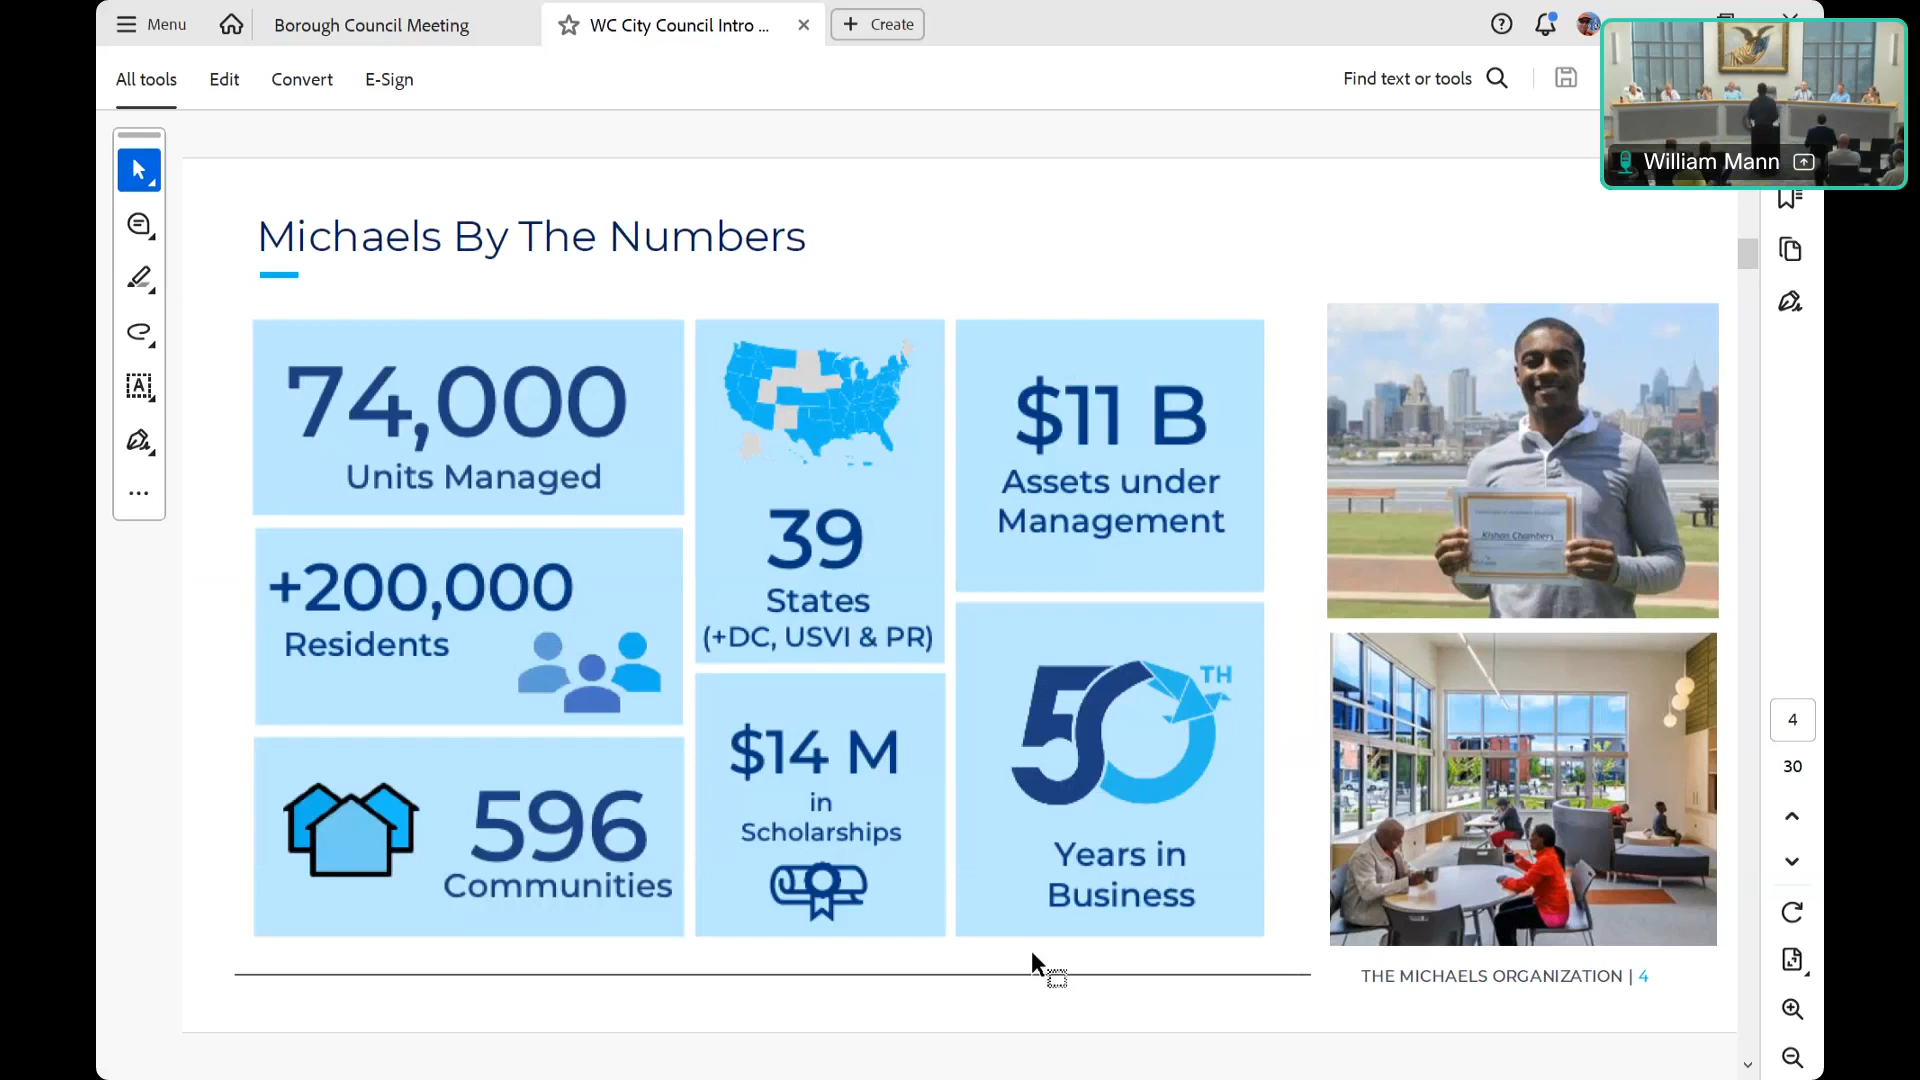 Menu
Borough Council Meeting
WC City Council Intro ...
Create
All tools
Edit
Convert
E-Sign
Find text or tools
William Mann
Michaels By The Numbers
74,000
Units Managed
+200,000
Residents
596
Communities
39
States
(+DC, USVI & PR)
$14 M
in
Scholarships
$11 B
Assets under
Management
50TH
Years in
Business
Kishan Chambers
THE MICHAELS ORGANIZATION | 4
4
30